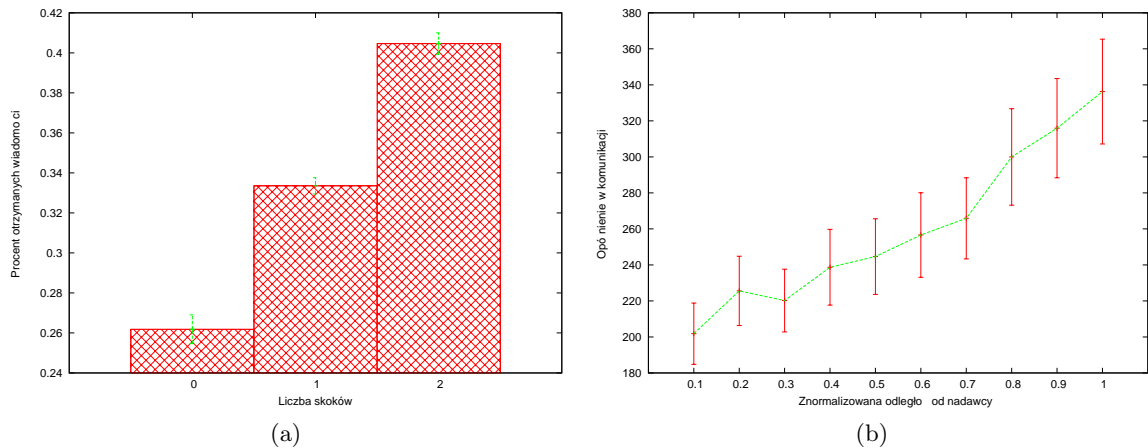 0.42
0.4
0.38
0.36
0.34
0.32
0.3
0.28
0.26
0.24
0 1 2
Procent otrzymanych wiadomo ci
Liczba skoków
(a)
380
360
340
320
300
280
260
240
220
200
180
0.1 0.2 0.3 0.4 0.5 0.6 0.7 0.8 0.9 1
Opó nienie w komunikacji
Znormalizowana odległo od nadawcy
(b)